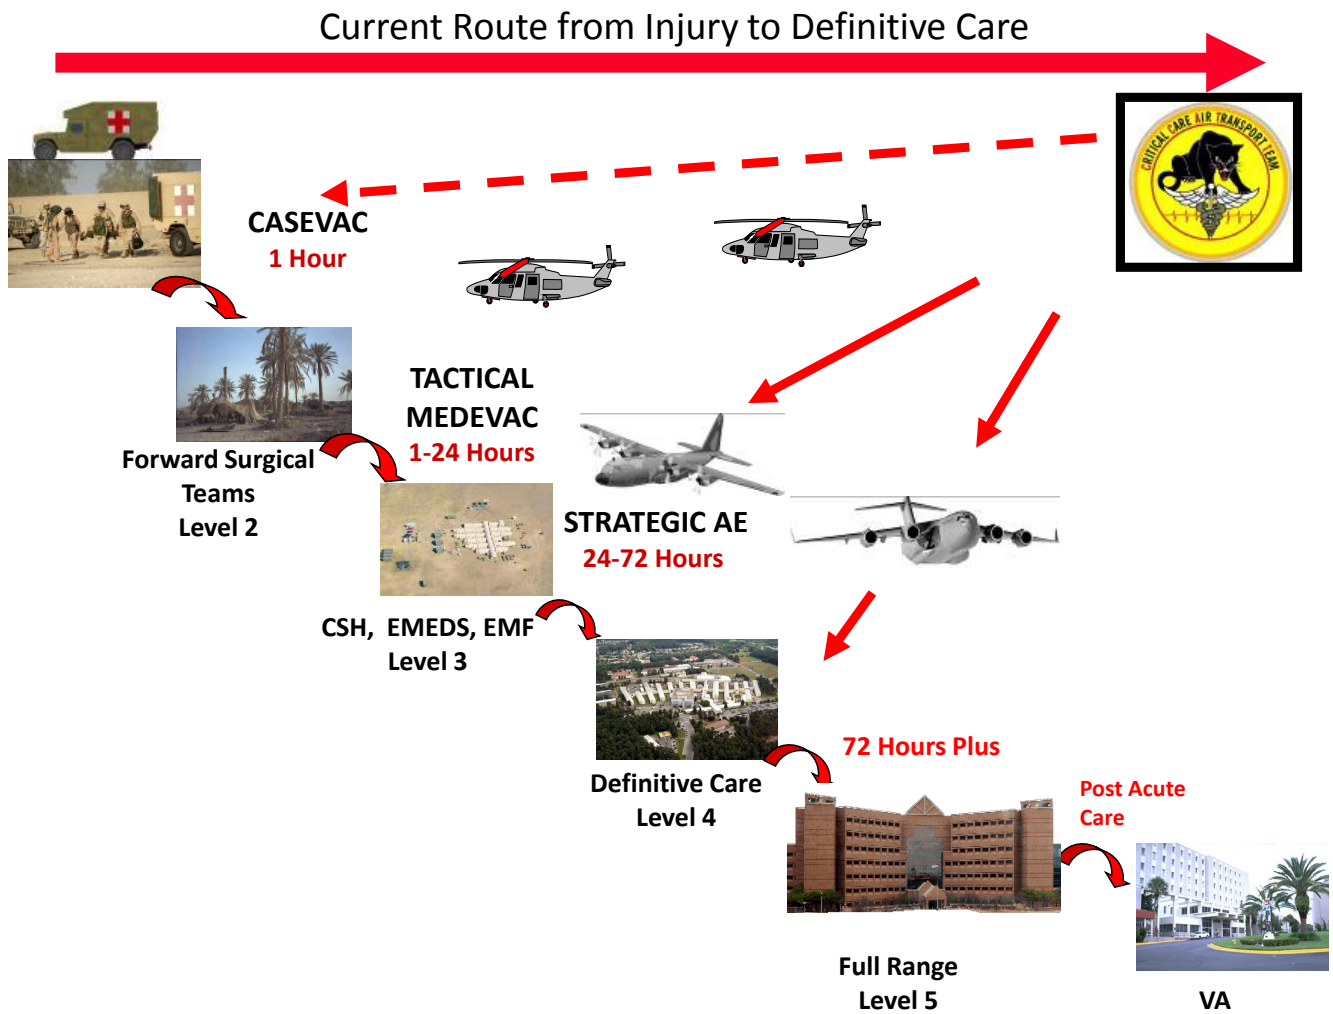 Current Route from Injury to Definitive Care
CRITICAL CARE AIR TRANSPORT TEAM
CASEVAC
1 Hour
TACTICAL
MEDEVAC
1-24 Hours
Forward Surgical
Teams
Level 2
STRATEGIC AE
24-72 Hours
CSH, EMEDS, EMF
Level 3
72 Hours Plus
Definitive Care
Level 4
Post Acute
Care
Full Range
Level 5
VA